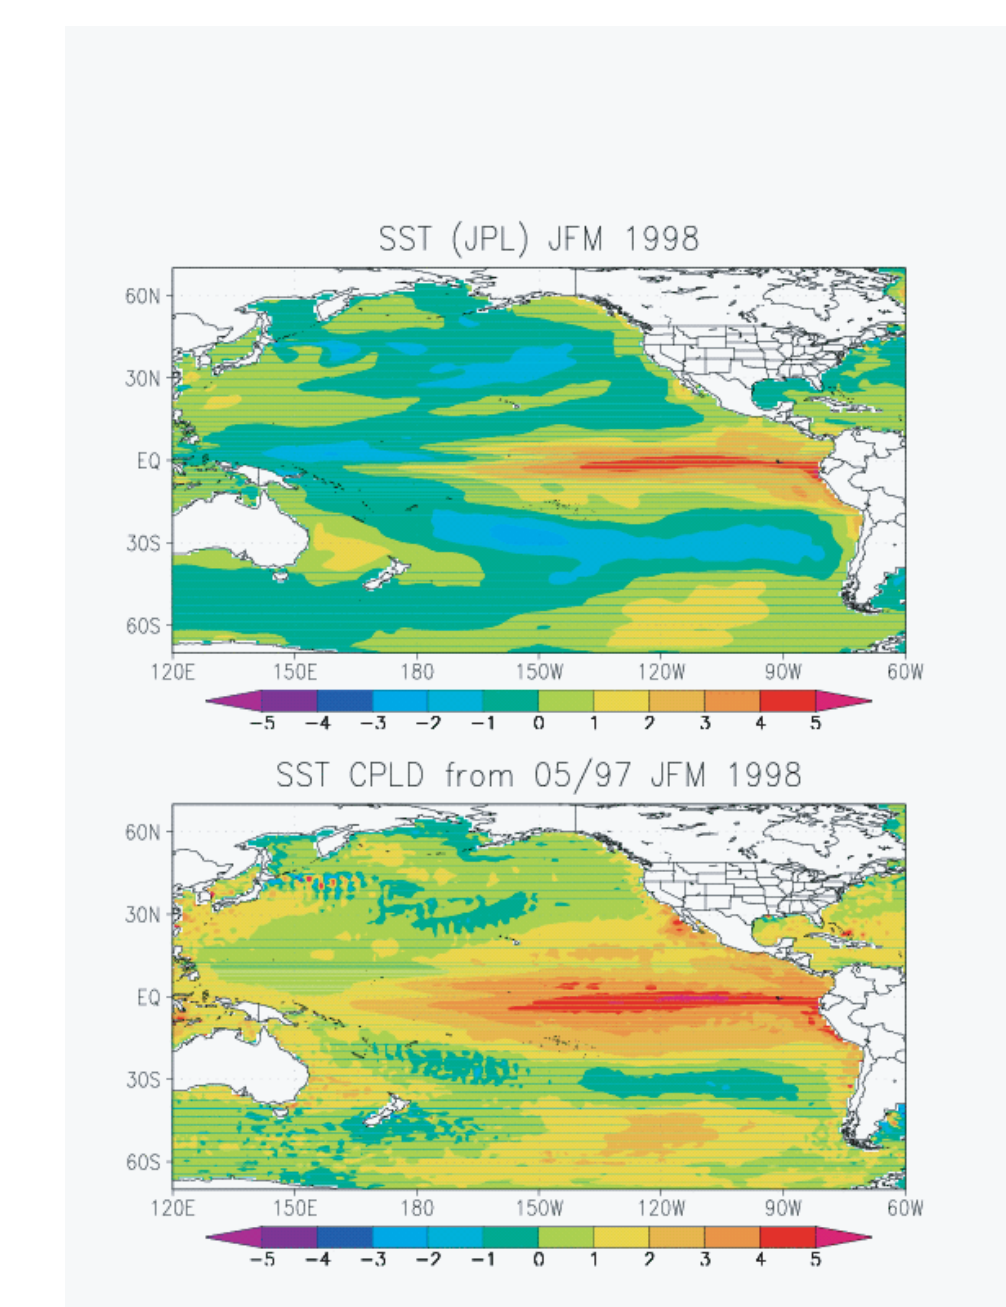 SST (JPL) JFM 1998
60N
30N
EQ
30S
60S
120E 150E 180 150W 120W 90W 60W
-5 -4 -3 -2 -1 0 1 2 3 4 5
SST CPLD from 05/97 JFM 1998
60N
30N
EQ
30S
60S
120E 150E 180 150W 120W 90W 60W
-5 -4 -3 -2 -1 0 1 2 3 4 5